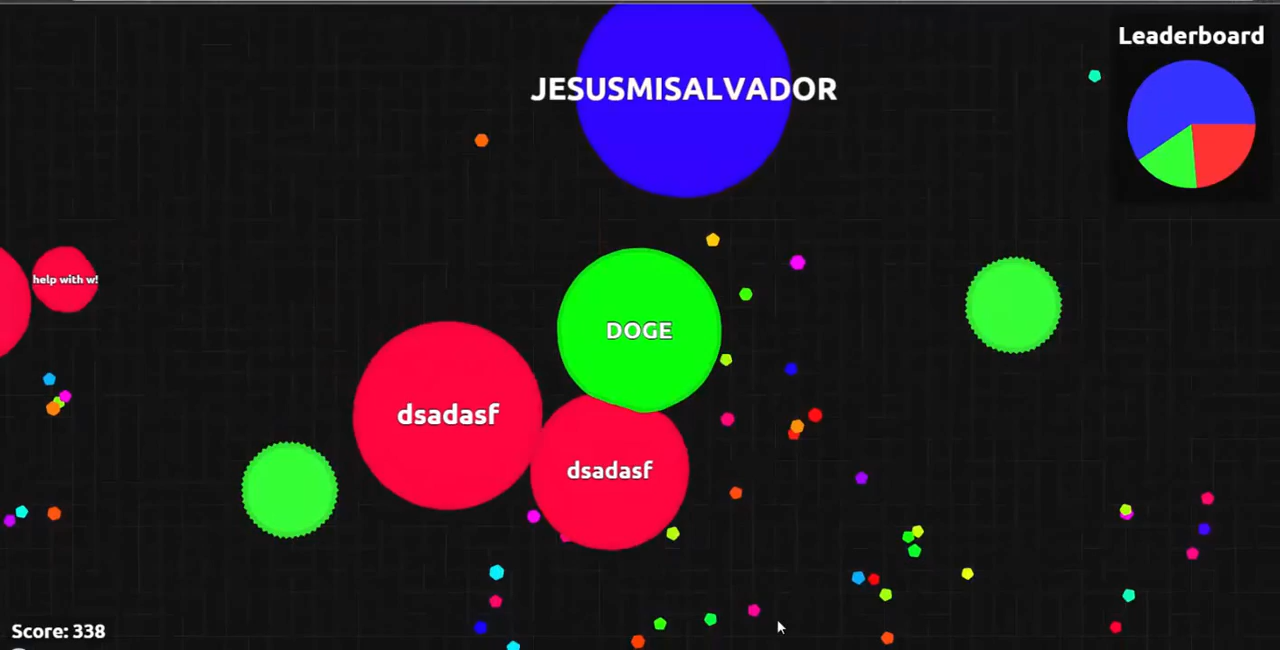 Leaderboard
JESUSMISALVADOR
help with w!
DOGE
dsadasf
dsadasf
Score: 338